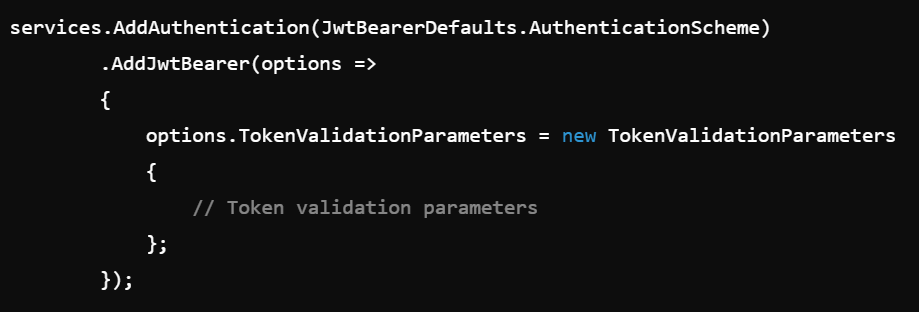 services.AddAuthentication(JwtBearerDefaults.AuthenticationScheme)
.AddJwtBearer(options =>
{
options.TokenValidationParameters = new TokenValidationParameters
{
// Token validation parameters
};
});